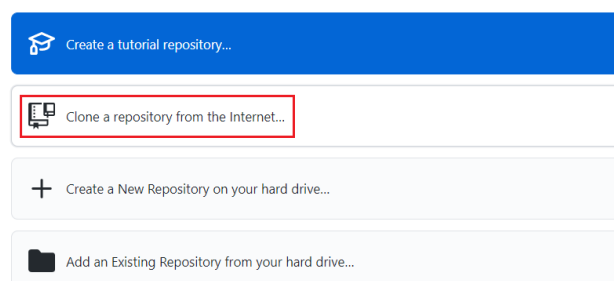 Create a tutorial repository...
Clone a repository from the Internet...
Create a New Repository on your hard drive...
Add an Existing Repository from your hard drive...